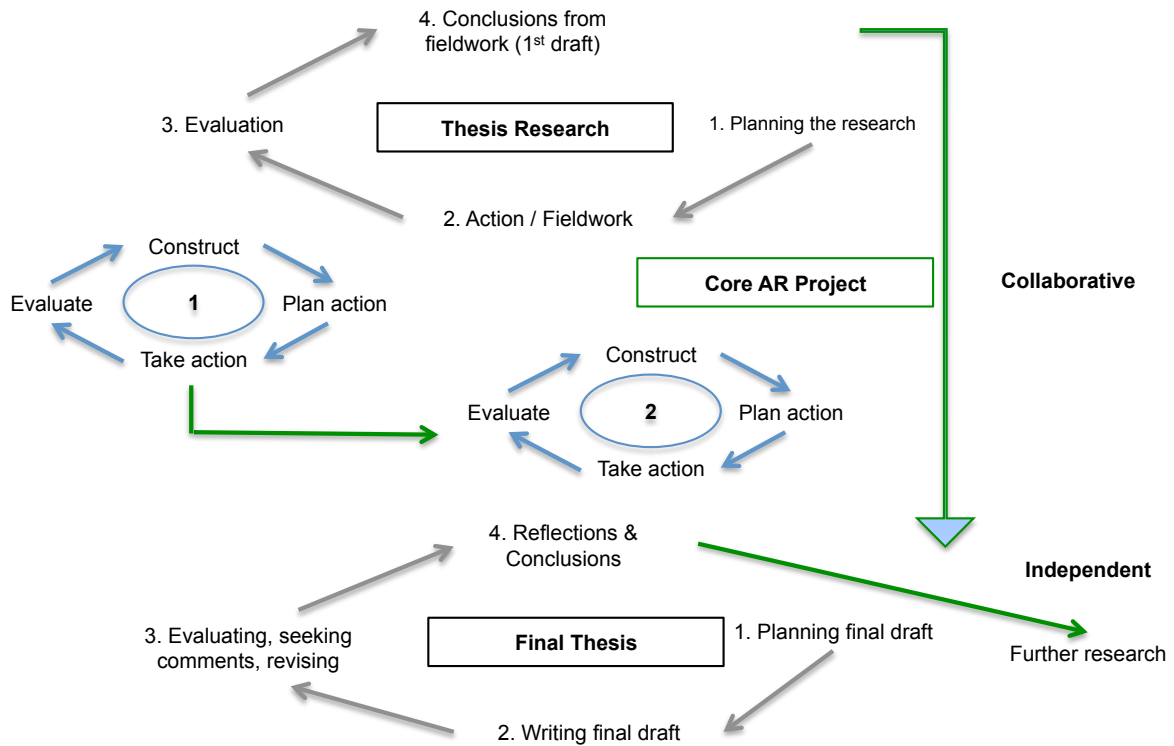 4. Conclusions from
fieldwork (1st draft)
3. Evaluation
Thesis Research
1. Planning the research
2. Action / Fieldwork
Construct
Evaluate
1
Plan action
Take action
Core AR Project
Collaborative
Construct
Evaluate
2
Plan action
Take action
4. Reflections &
Conclusions
Independent
3. Evaluating, seeking
comments, revising
Final Thesis
1. Planning final draft
Further research
2. Writing final draft